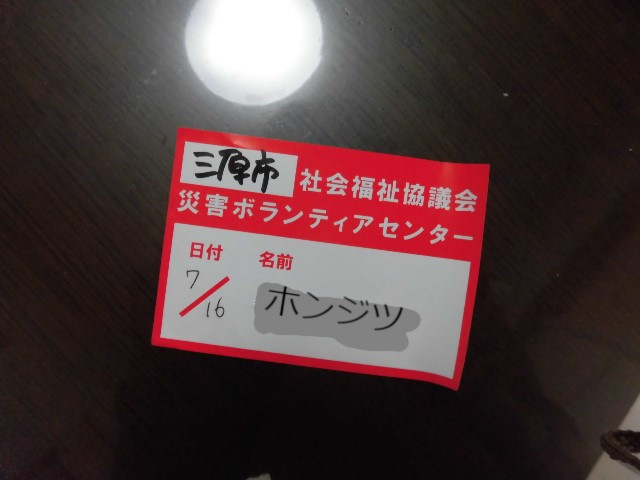 三原市 社会福祉協議会
災害ボランティアセンター
日付 名前
7/16 ホンジツ